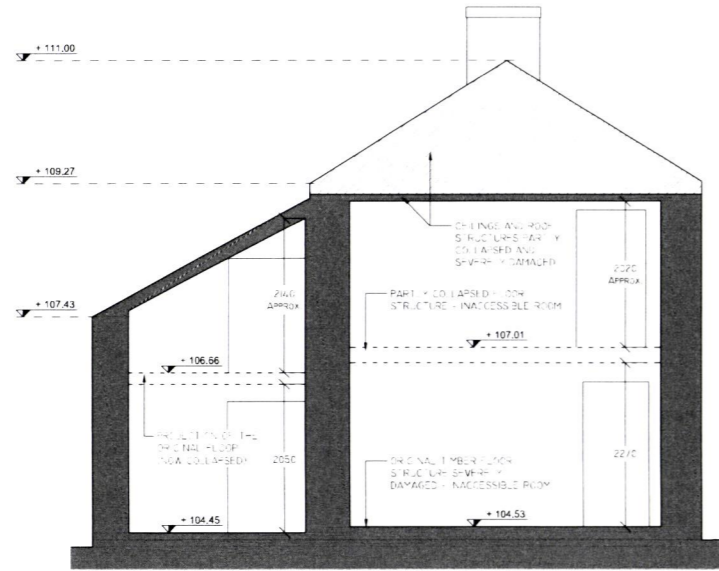 + 111.00
+ 109.27
CEILINGS AND ROOF
STRUCTURES PARTLY
COLLAPSED AND
SEVERELY DAMAGED
APPROX
2140
APPROX
PARTLY COLLAPSED FLOOR
STRUCTURE - INACCESSIBLE ROOM
+ 107.43
+ 107.01
+ 106.66
PROJECTION OF THE
ORIGINAL FLOOR
(NOW COLLAPSED)
2050
ORIGINAL TIMBER FLOOR
STRUCTURE SEVERELY
DAMAGED - INACCESSIBLE ROOM
2270
+ 104.45
+ 104.53